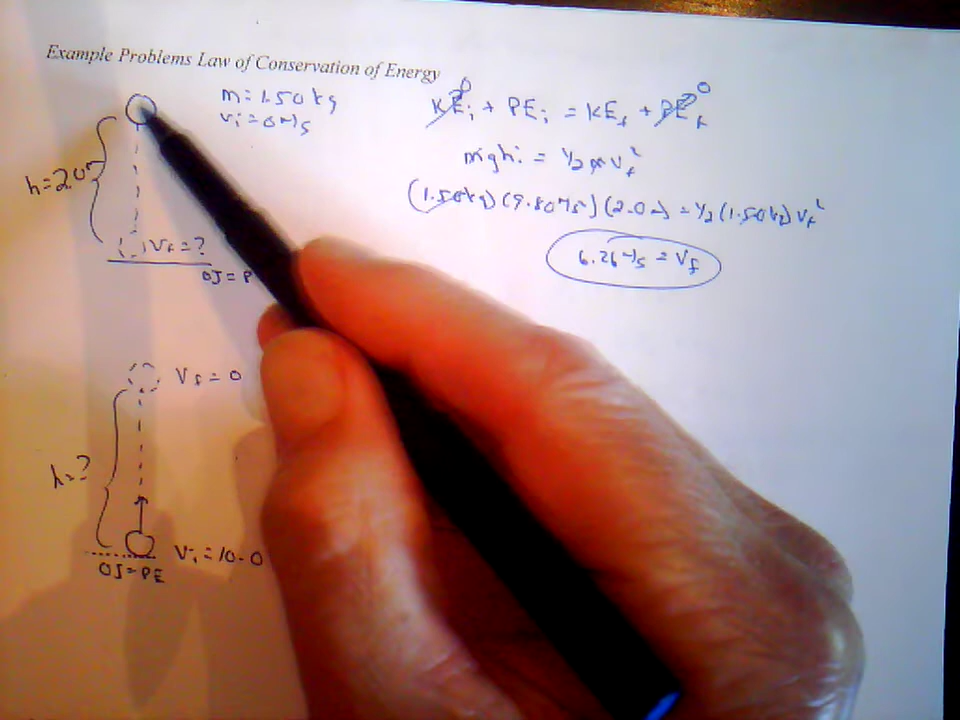 Example Problems Law of Conservation of Energy
m = 1.50 kg
vi = 0 m/s
KEi 0 + PEi = KEf + PEf 0
mghi = 1/2 m vf²
(1.50 kg)(9.80 m/s²)(2.0 m) = 1/2 (1.50 kg) vf²
6.26 m/s = vf
h = 2.0 m
Vf = ?
0J = P
Vf = 0
h = ?
Vi = 10.0
0J = PE